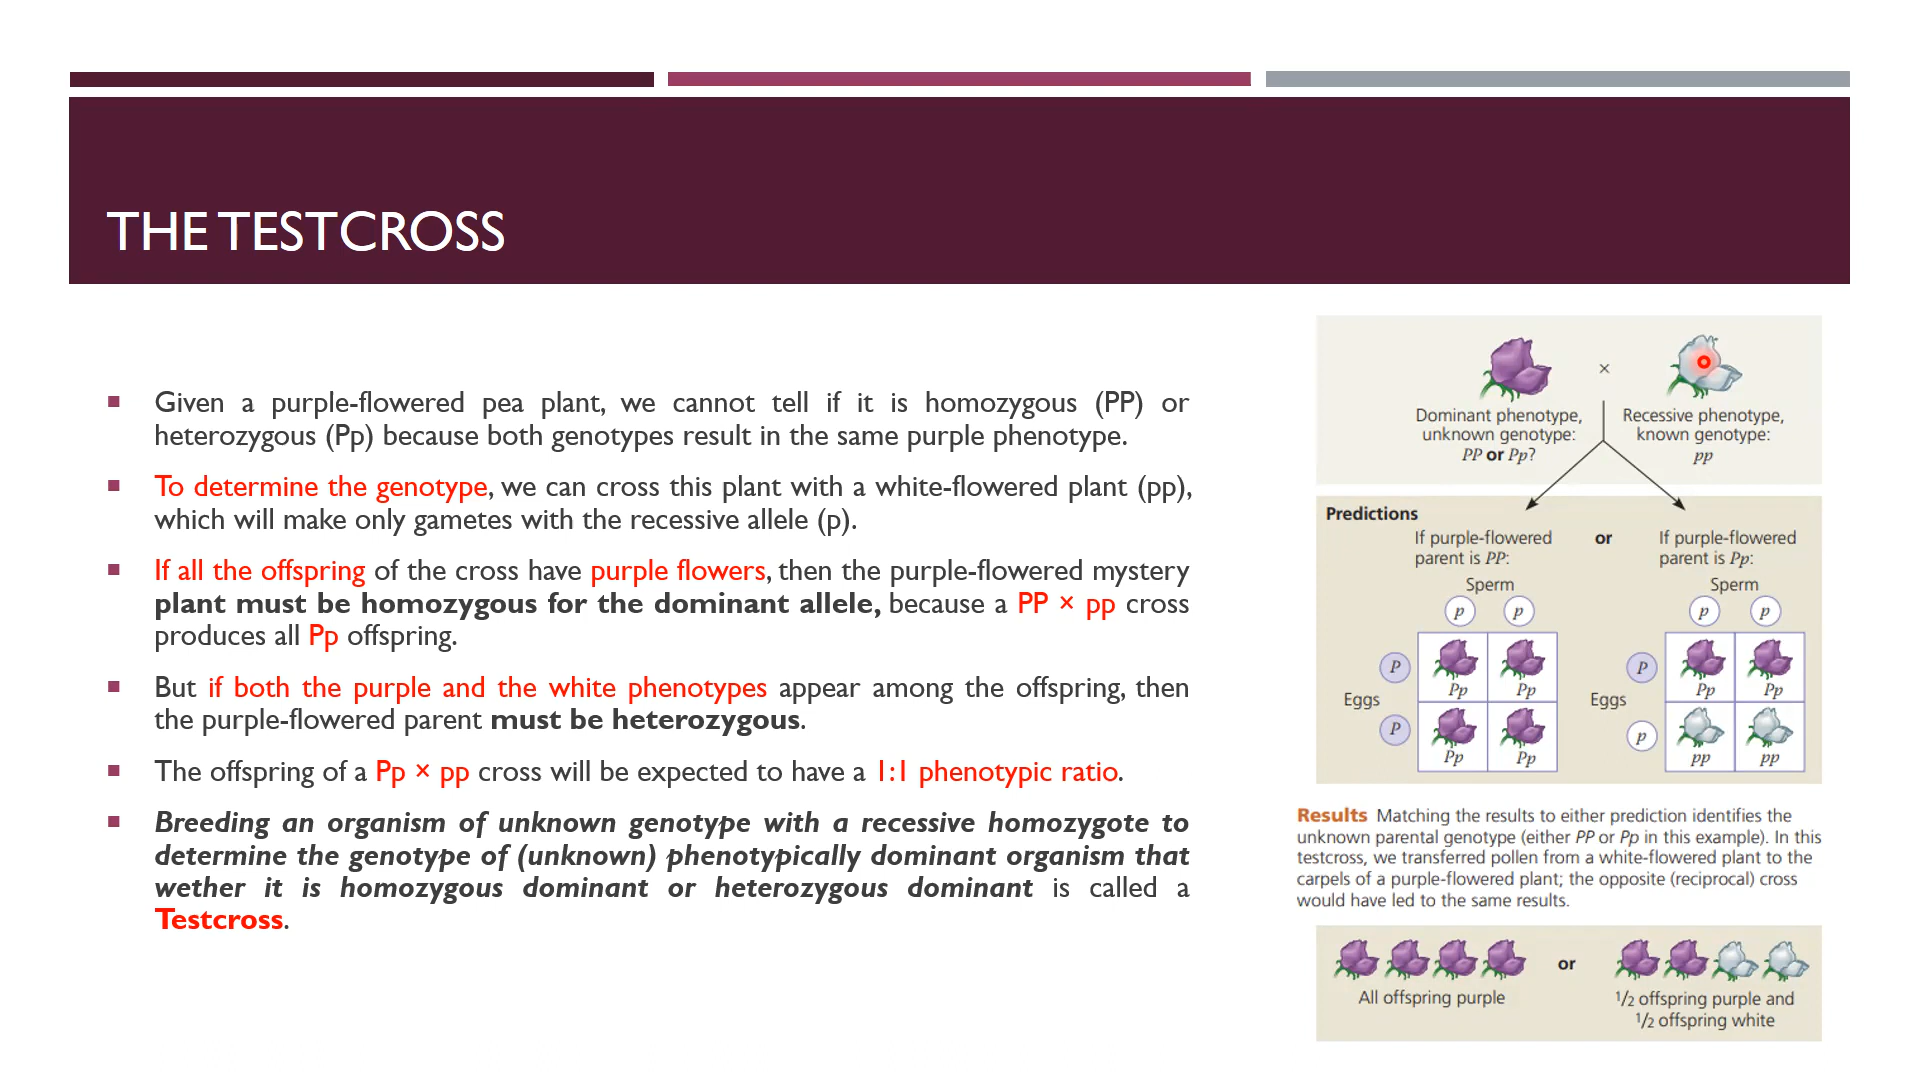 THE TESTCROSS
Given a purple-flowered pea plant, we cannot tell if it is homozygous (PP) or
heterozygous (Pp) because both genotypes result in the same purple phenotype.
To determine the genotype, we can cross this plant with a white-flowered plant (pp),
which will make only gametes with the recessive allele (p).
If all the offspring of the cross have purple flowers, then the purple-flowered mystery
plant must be homozygous for the dominant allele, because a PP × pp cross
produces all Pp offspring.
But if both the purple and the white phenotypes appear among the offspring, then
the purple-flowered parent must be heterozygous.
The offspring of a Pp × pp cross will be expected to have a 1:1 phenotypic ratio.
Breeding an organism of unknown genotype with a recessive homozygote to
determine the genotype of (unknown) phenotypically dominant organism that
wether it is homozygous dominant or heterozygous dominant is called a
Testcross.
×
Dominant phenotype,
unknown genotype:
PP or Pp?
Recessive phenotype,
known genotype:
pp
Predictions
If purple-flowered
parent is PP:
or
If purple-flowered
parent is Pp:
Sperm
p p
Eggs
P
P
Pp Pp
Pp Pp
Sperm
p p
Eggs
P
p
Pp Pp
pp pp
Results Matching the results to either prediction identifies the
unknown parental genotype (either PP or Pp in this example). In this
testcross, we transferred pollen from a white-flowered plant to the
carpels of a purple-flowered plant; the opposite (reciprocal) cross
would have led to the same results.
All offspring purple
or
1/2 offspring purple and
1/2 offspring white